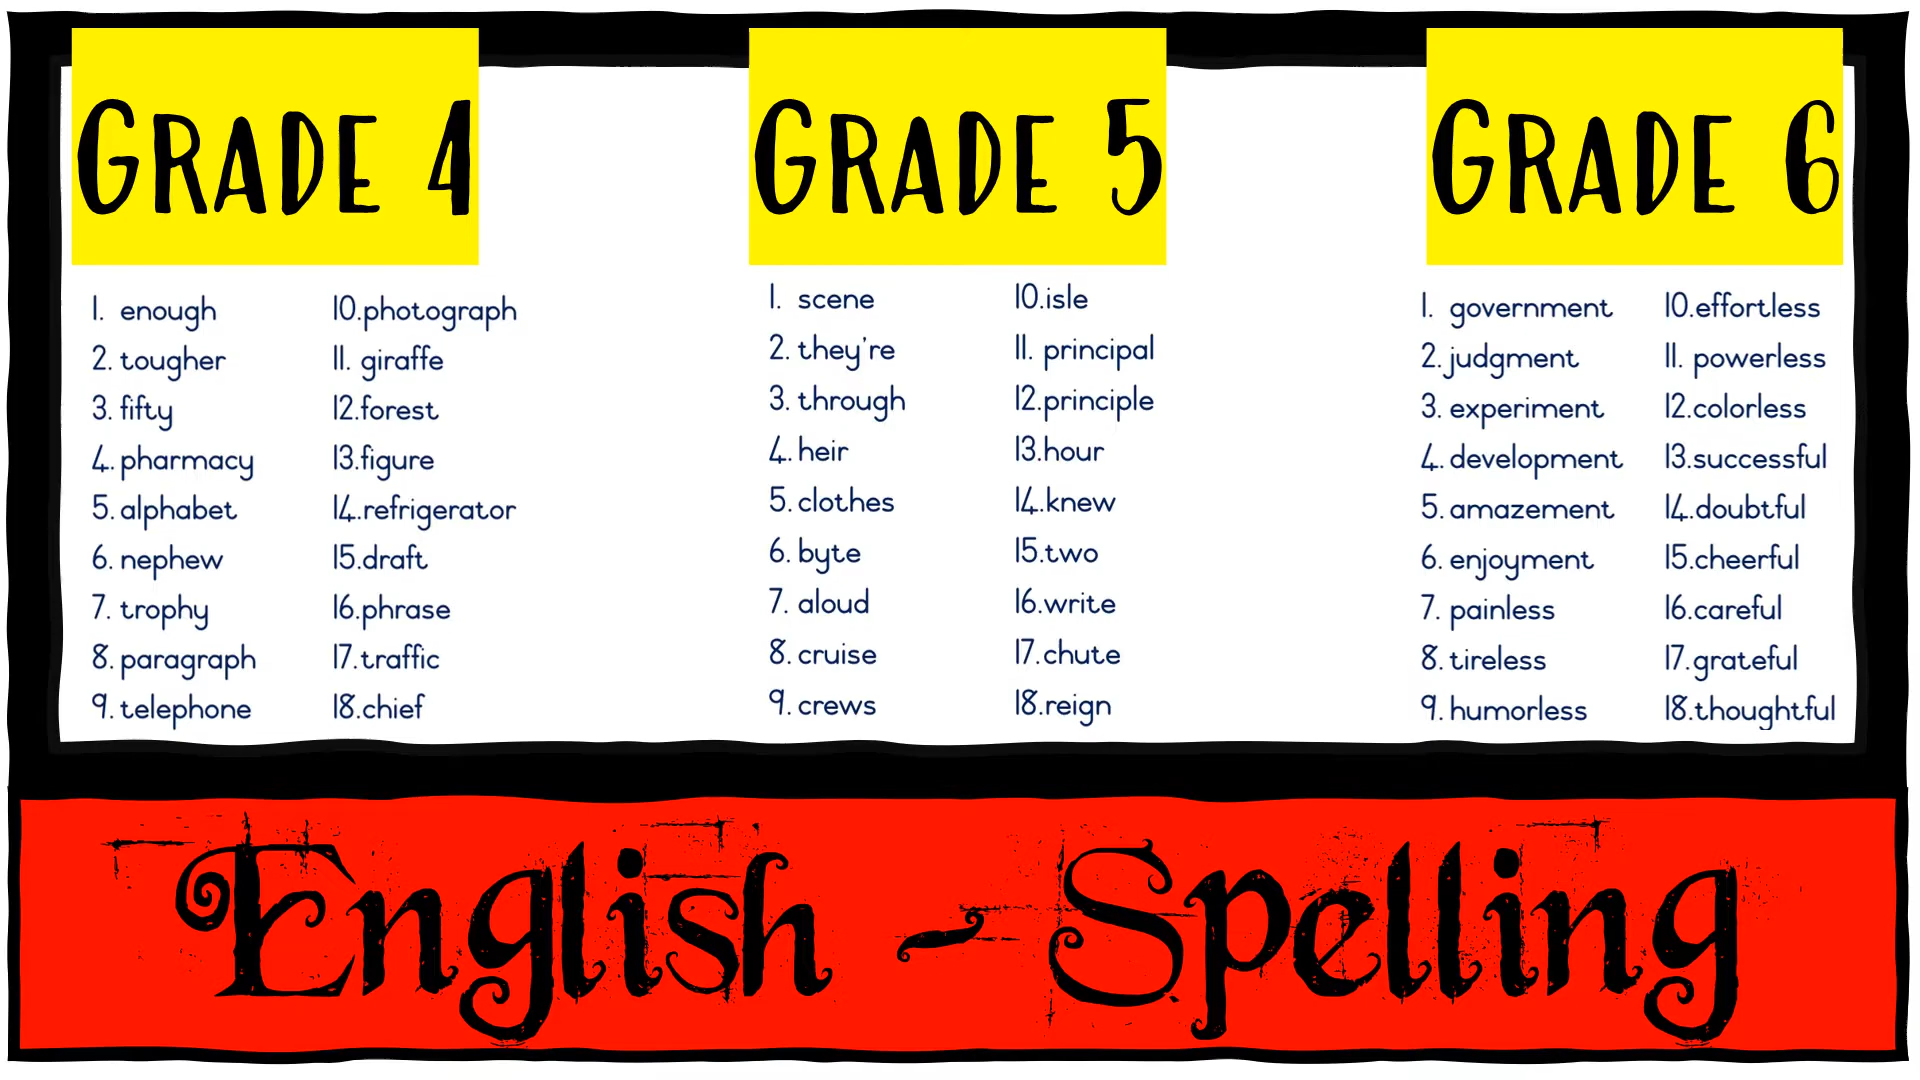 GRADE 4
1. enough
2. tougher
3. fifty
4. pharmacy
5. alphabet
6. nephew
7. trophy
8. paragraph
9. telephone
10.photograph
11. giraffe
12.forest
13.figure
14.refrigerator
15.draft
16.phrase
17.traffic
18.chief
GRADE 5
1. scene
2. they're
3. through
4. heir
5. clothes
6. byte
7. aloud
8. cruise
9. crews
10.isle
11. principal
12.principle
13.hour
14.knew
15.two
16.write
17.chute
18.reign
GRADE 6
1. government
2. judgment
3. experiment
4. development
5. amazement
6. enjoyment
7. painless
8. tireless
9. humorless
10.effortless
11. powerless
12.colorless
13.successful
14.doubtful
15.cheerful
16.careful
17.grateful
18.thoughtful
English - Spelling